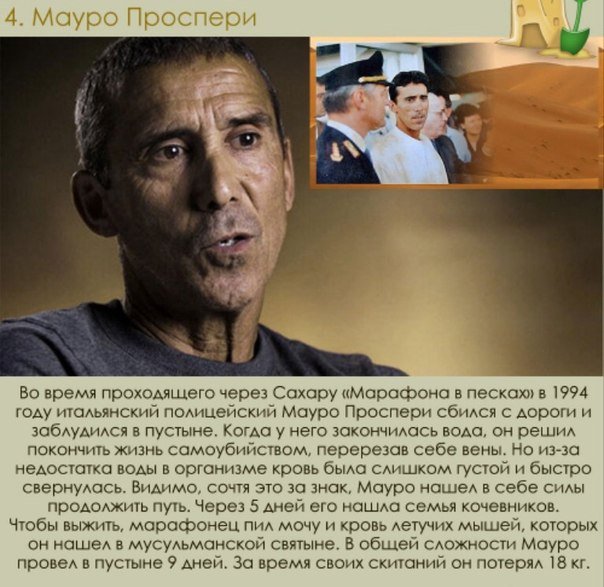 4. Мауро Проспери
Во время проходящего через Сахару «Марафона в песках» в 1994
году итальянский полицейский Мауро Проспери сбился с дороги и
заблудился в пустыне. Когда у него закончилась вода, он решил
покончить жизнь самоубийством, перерезав себе вены. Но из-за
недостатка воды в организме кровь была слишком густой и быстро
свернулась. Видимо, сочтя это за знак, Мауро нашел в себе силы
продолжить путь. Через 5 дней его нашла семья кочевников.
Чтобы выжить, марафонец пил мочу и кровь летучих мышей, которых
он нашел в мусульманской святыне. В общей сложности Мауро
провел в пустыне 9 дней. За время своих скитаний он потерял 18 кг.